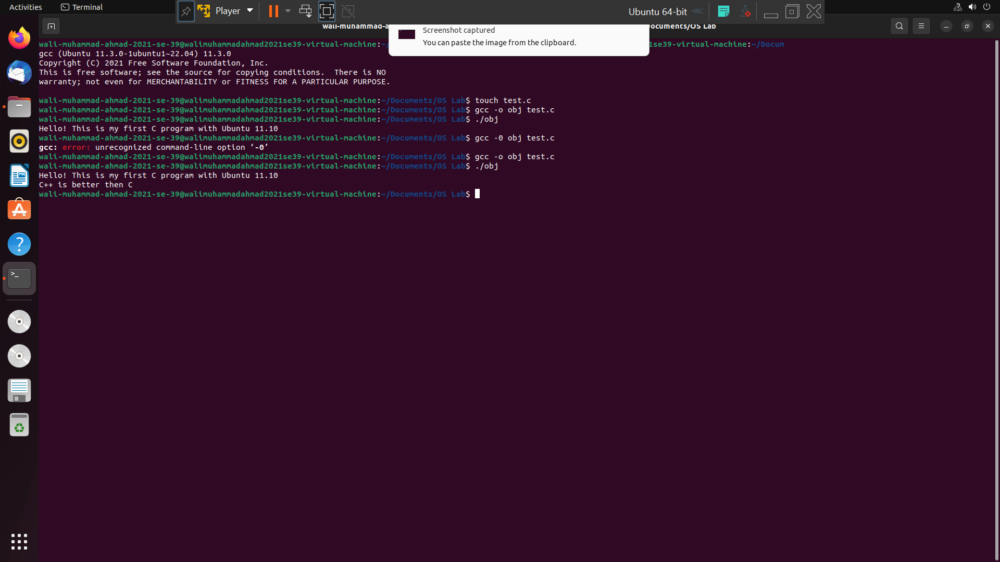 Activities
Terminal
Player
Ubuntu 64-bit
wali-muhammad-a
ocuments/OS Lab
Screenshot captured
You can paste the image from the clipboard.
wali-muhammad-ahmad-2021-se-39@walimuhammadahmad2021se39-virtual-machine:~/ 1se39-virtual-machine:~/Docum
gcc (Ubuntu 11.3.0-1ubuntu1~22.04) 11.3.0
Copyright (C) 2021 Free Software Foundation, Inc.
This is free software; see the source for copying conditions.  There is NO
warranty; not even for MERCHANTABILITY or FITNESS FOR A PARTICULAR PURPOSE.
wali-muhammad-ahmad-2021-se-39@walimuhammadahmad2021se39-virtual-machine:~/Documents/OS Lab$ touch test.c
wali-muhammad-ahmad-2021-se-39@walimuhammadahmad2021se39-virtual-machine:~/Documents/OS Lab$ gcc -o obj test.c
wali-muhammad-ahmad-2021-se-39@walimuhammadahmad2021se39-virtual-machine:~/Documents/OS Lab$ ./obj
Hello! This is my first C program with Ubuntu 11.10
wali-muhammad-ahmad-2021-se-39@walimuhammadahmad2021se39-virtual-machine:~/Documents/OS Lab$ gcc -0 obj test.c
gcc: error: unrecognized command-line option ‘-0’
wali-muhammad-ahmad-2021-se-39@walimuhammadahmad2021se39-virtual-machine:~/Documents/OS Lab$ gcc -o obj test.c
wali-muhammad-ahmad-2021-se-39@walimuhammadahmad2021se39-virtual-machine:~/Documents/OS Lab$ ./obj
Hello! This is my first C program with Ubuntu 11.10
C++ is better then C
wali-muhammad-ahmad-2021-se-39@walimuhammadahmad2021se39-virtual-machine:~/Documents/OS Lab$